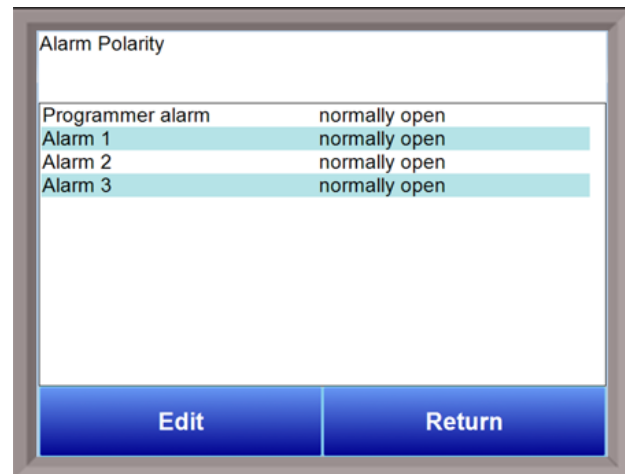 Alarm Polarity
Programmer alarm normally open
Alarm 1 normally open
Alarm 2 normally open
Alarm 3 normally open
Edit Return